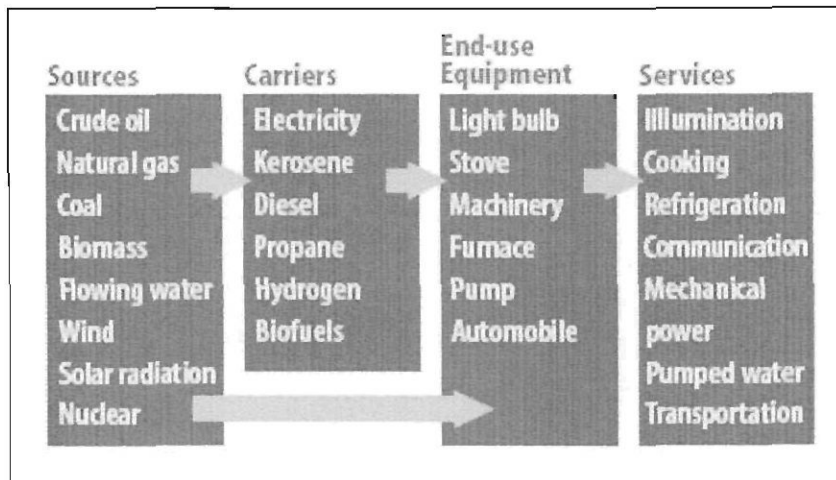 Sources
Crude oil
Natural gas
Coal
Biomass
Flowing water
Wind
Solar radiation
Nuclear
Carriers
Electricity
Kerosene
Diesel
Propane
Hydrogen
Biofuels
End-use
Equipment
Light bulb
Stove
Machinery
Furnace
Pump
Automobile
Services
Illumination
Cooking
Refrigeration
Communication
Mechanical
power
Pumped water
Transportation